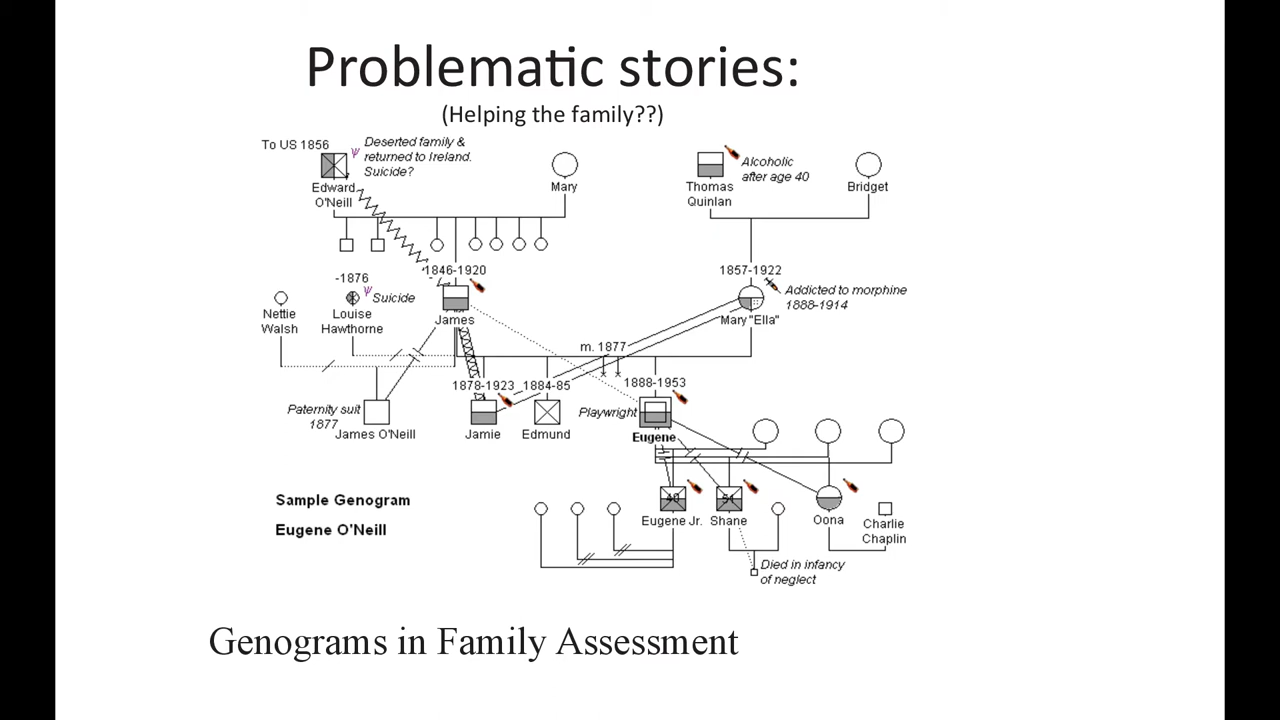 Problematic stories:
(Helping the family??)
To US 1856
Deserted family &
returned to Ireland.
Suicide?
Edward
O'Neill
Mary
Alcoholic
after age 40
Thomas
Quinlan
Bridget
1846-1920
1857-1922
-1876
Suicide
Addicted to morphine
1888-1914
Nettie
Walsh
Louise
Hawthorne
James
Mary "Ella"
m. 1877
1878-1923
1884-85
1888-1953
Paternity suit
1877
James O'Neill
Jamie
Edmund
Playwright
Eugene
40
51
Sample Genogram
Eugene O'Neill
Eugene Jr.
Shane
Oona
Charlie
Chaplin
Died in infancy
of neglect
Genograms in Family Assessment